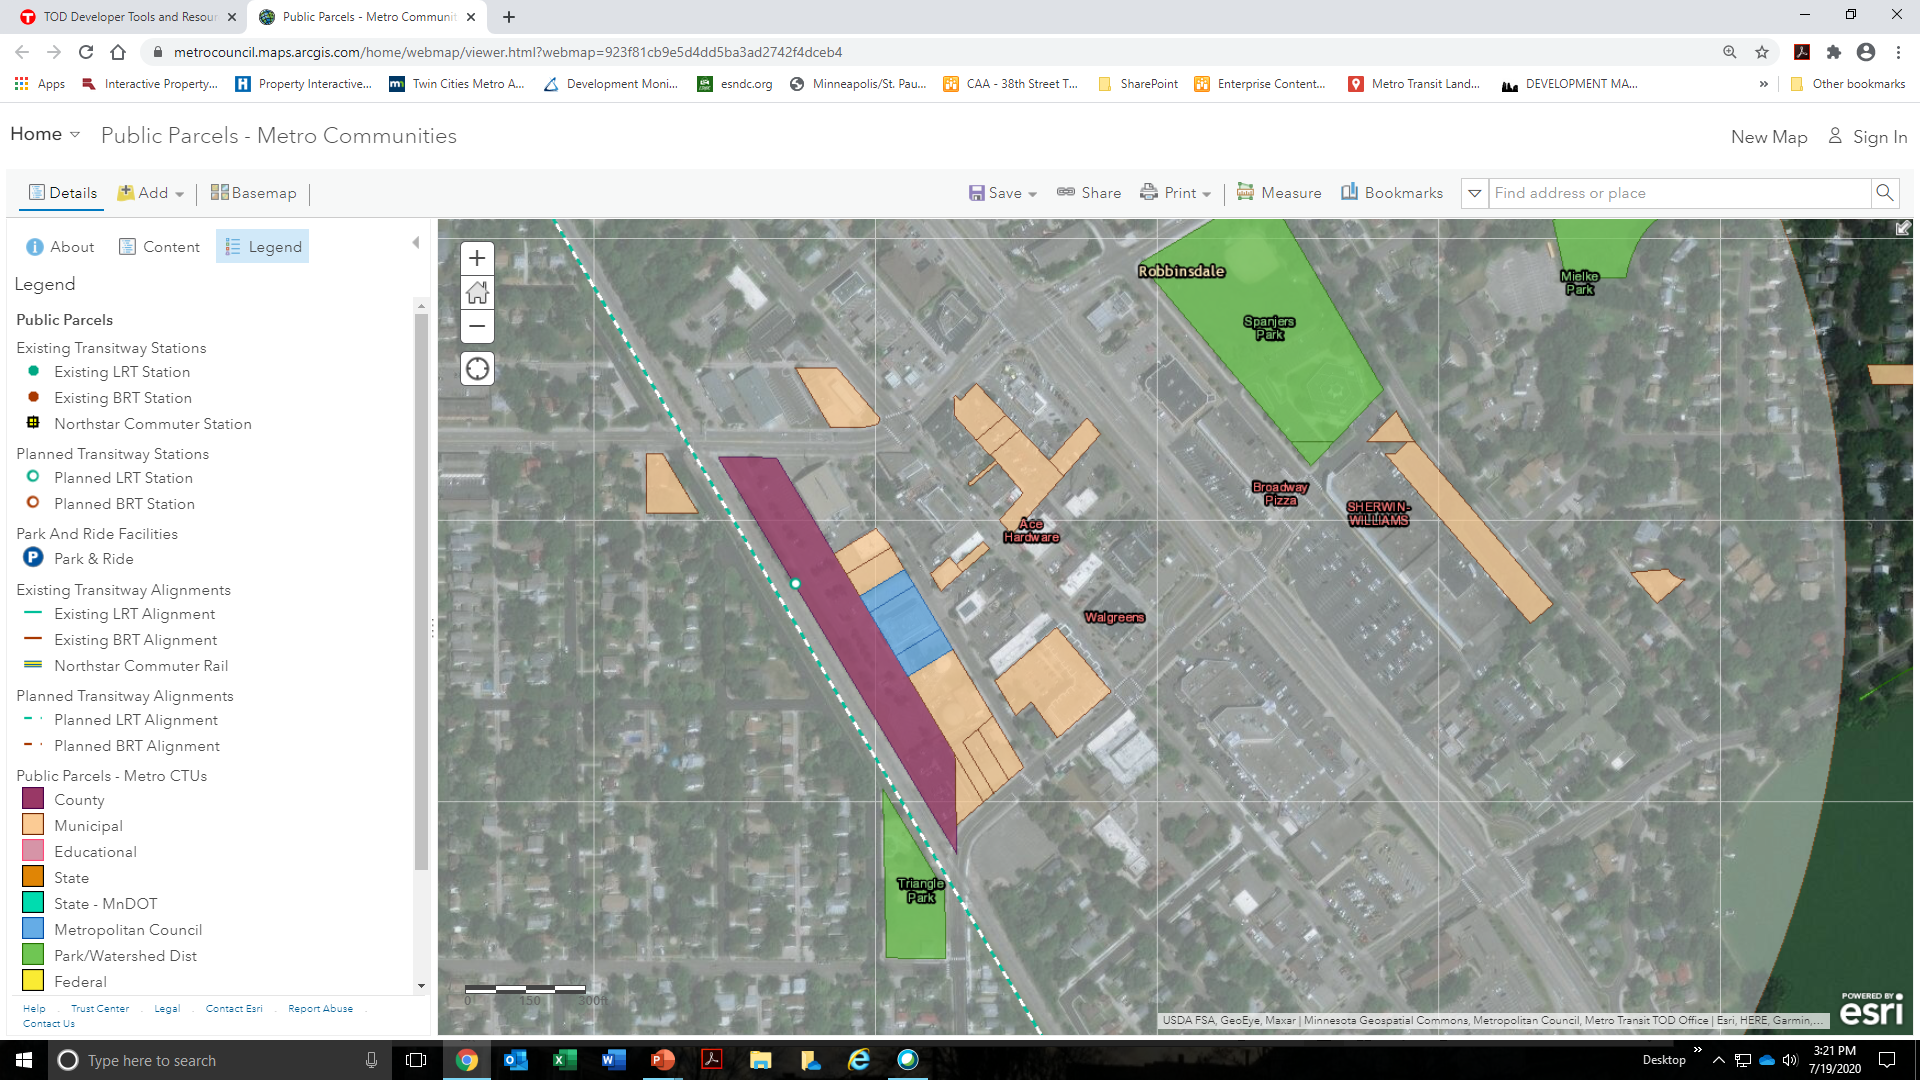 TOD Developer Tools and Resour
Public Parcels - Metro Communit
metrocouncil.maps.arcgis.com/home/webmap/viewer.html?webmap=923f81cb9e5d4dd5ba3ad2742f4dceb4
Apps
Interactive Property...
Property Interactive...
Twin Cities Metro A...
Development Moni...
esndc.org
Minneapolis/St. Pau...
CAA - 38th Street T...
SharePoint
Enterprise Content...
Metro Transit Land...
DEVELOPMENT MA...
»
Other bookmarks
Home
Public Parcels - Metro Communities
New Map
Sign In
Details
Add
Basemap
Save
Share
Print
Measure
Bookmarks
Find address or place
About
Content
Legend
Legend
Public Parcels
Existing Transitway Stations
Existing LRT Station
Existing BRT Station
Northstar Commuter Station
Planned Transitway Stations
Planned LRT Station
Planned BRT Station
Park And Ride Facilities
P
Park & Ride
Existing Transitway Alignments
Existing LRT Alignment
Existing BRT Alignment
Northstar Commuter Rail
Planned Transitway Alignments
Planned LRT Alignment
Planned BRT Alignment
Public Parcels - Metro CTUs
County
Municipal
Educational
State
State - MnDOT
Metropolitan Council
Park/Watershed Dist
Federal
Help . Trust Center . Legal . Contact Esri . Report Abuse .
Contact Us
Robbinsdale
Spanjers
Park
Mielke
Park
Broadway
Pizza
SHERWIN-
WILLIAMS
Ace
Hardware
Walgreens
Triangle
Park
0 150 300ft
USDA FSA, GeoEye, Maxar | Minnesota Geospatial Commons, Metropolitan Council, Metro Transit TOD Office | Esri, HERE, Garmin,...
POWERED BY
esri
Type here to search
Desktop
3:21 PM
7/19/2020